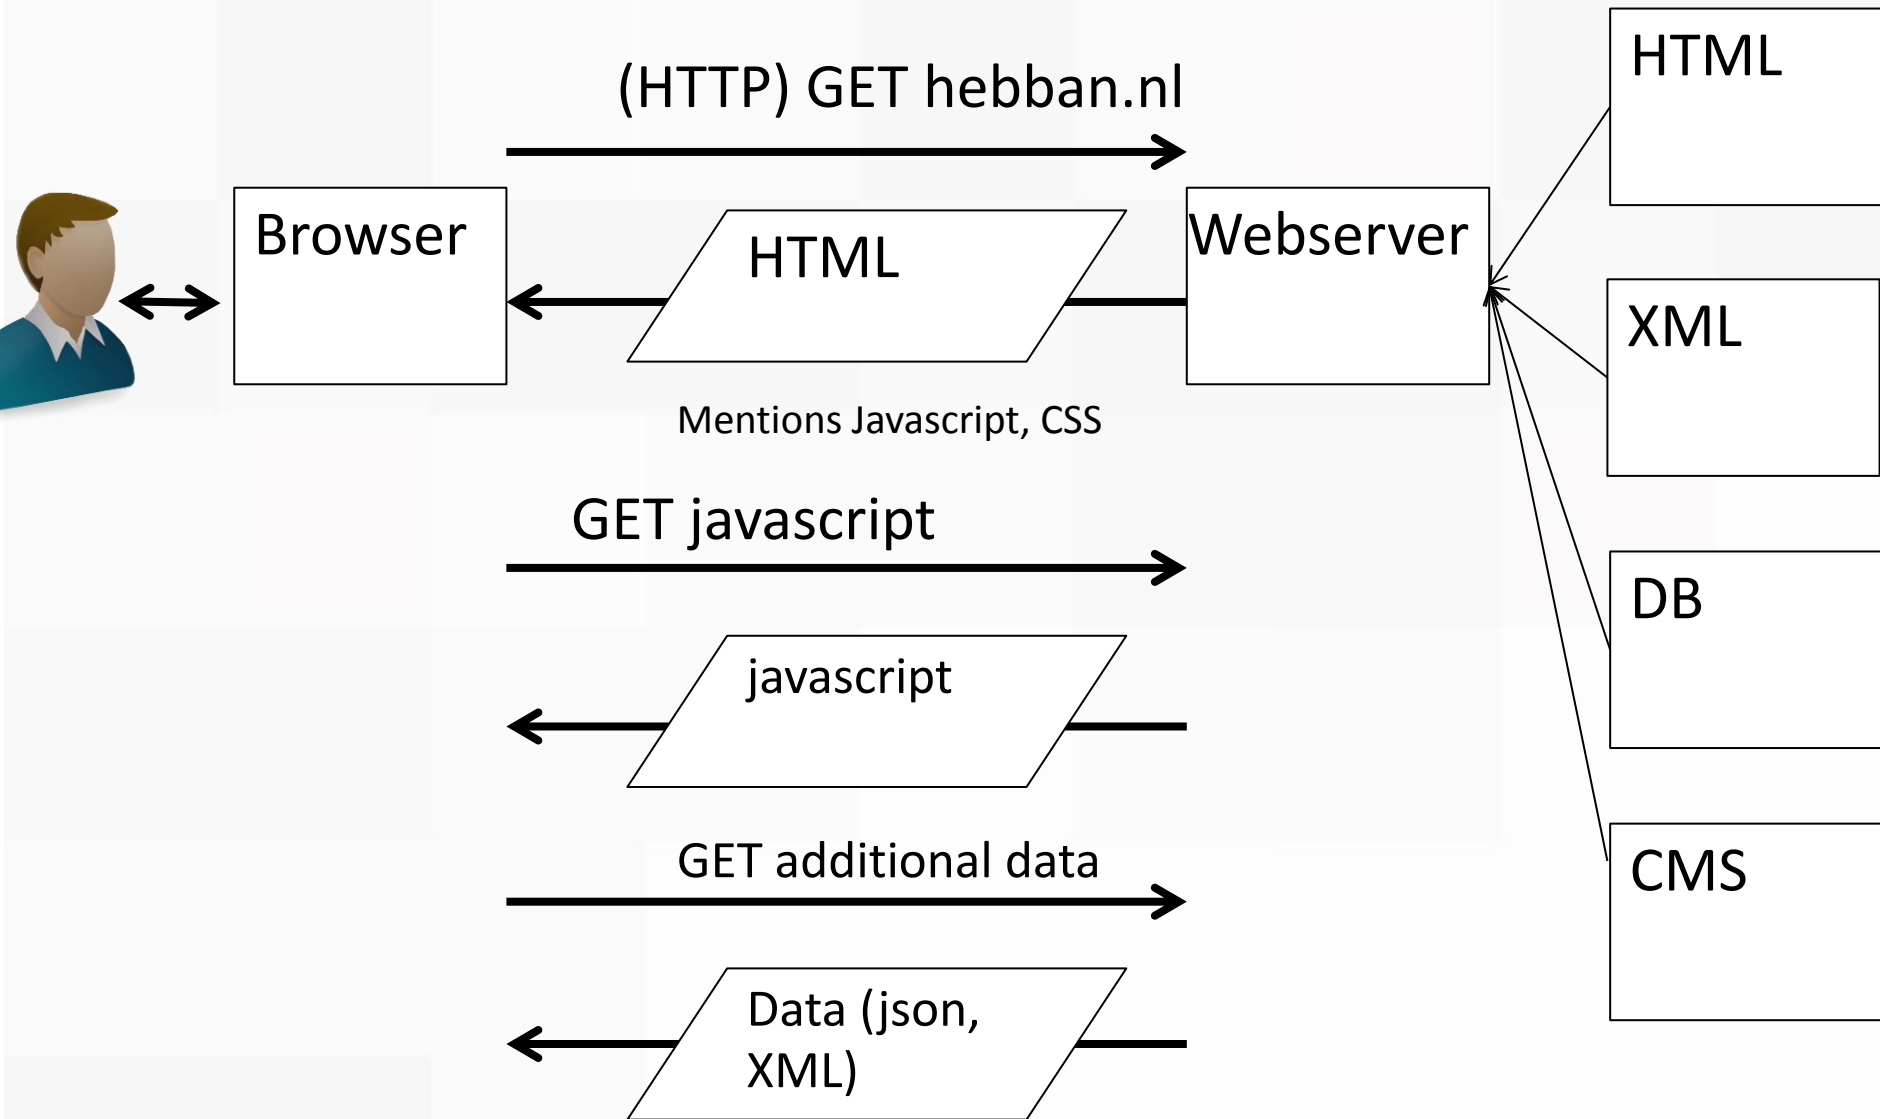 (HTTP) GET hebban.nl
Browser
HTML
Webserver
Mentions Javascript, CSS
GET javascript
javascript
GET additional data
Data (json,
XML)
HTML
XML
DB
CMS